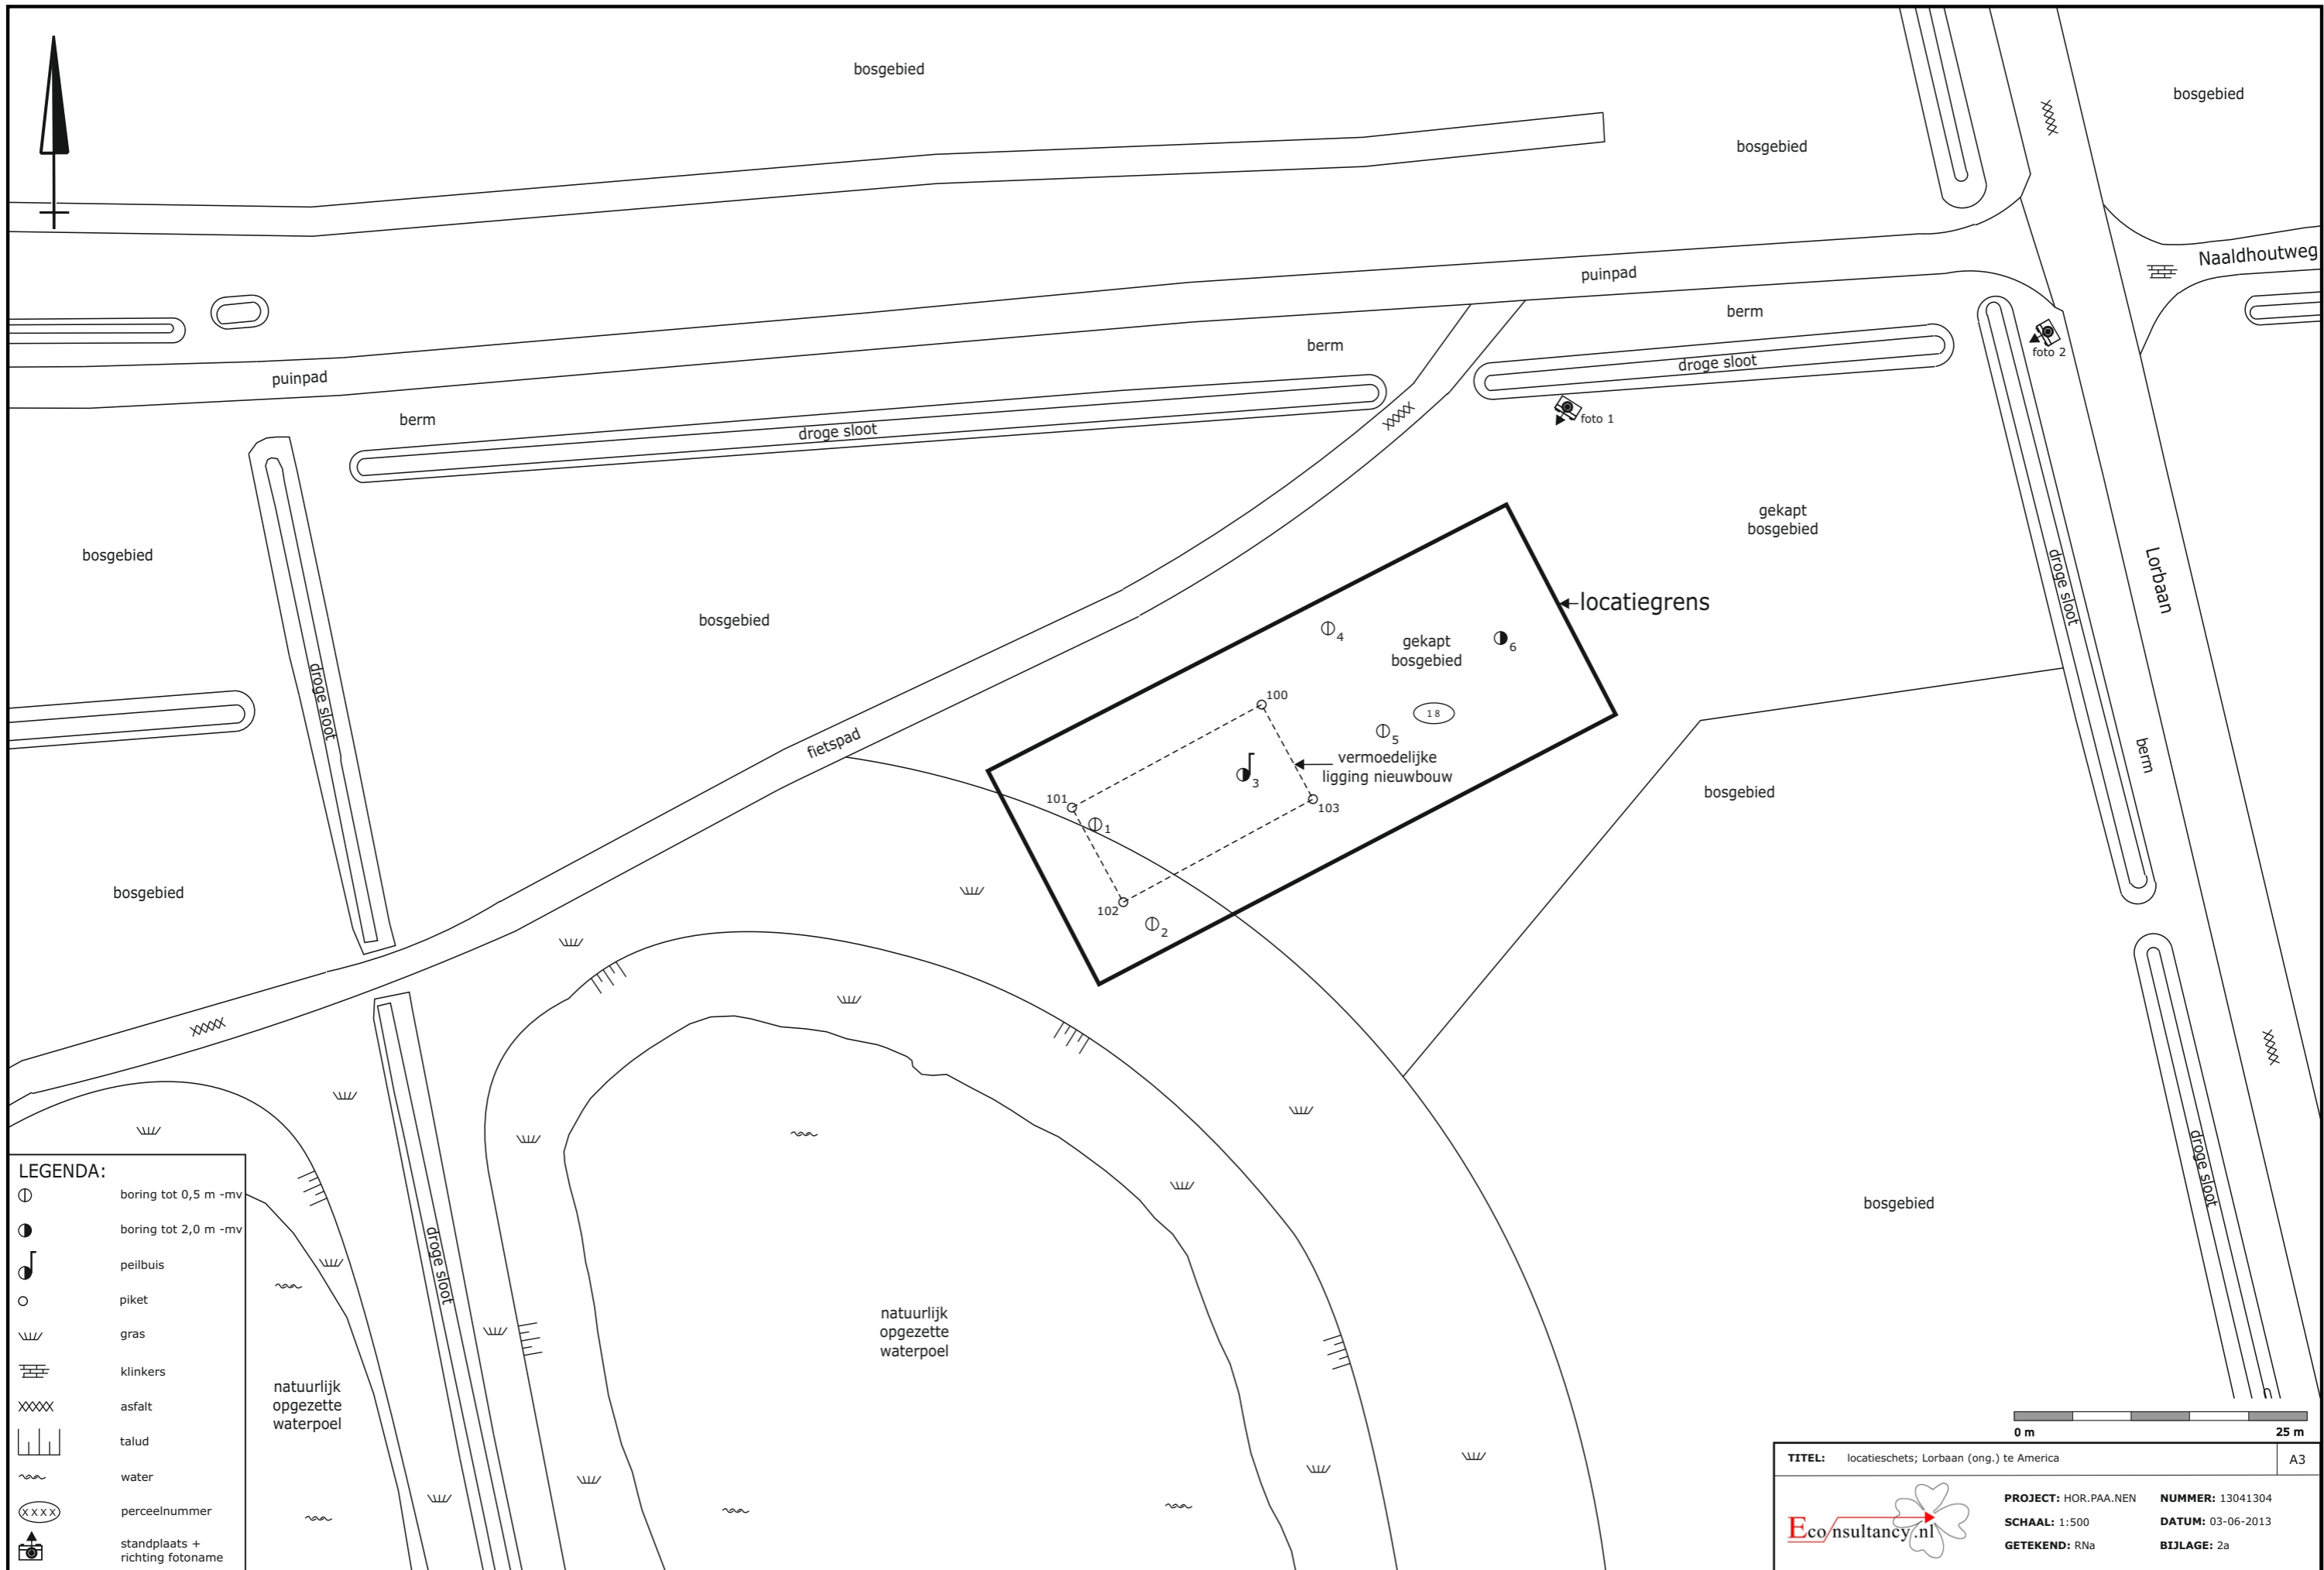 bosgebied
bosgebied
bosgebied
Naaldhoutweg
puinpad
berm
foto 2
berm
droge sloot
puinpad
berm
droge sloot
foto 1
gekapt
bosgebied
bosgebied
bosgebied
droge sloot
Lorbaan
locatiegrens
4
gekapt
bosgebied
6
droge sloot
100
18
5
fietspad
vermoedelijke
ligging nieuwbouw
3
101
103
1
berm
bosgebied
bosgebied
102
2
droge sloot
bosgebied
droge sloot
natuurlijk
opgezette
waterpoel
natuurlijk
opgezette
waterpoel
LEGENDA:
boring tot 0,5 m -mv
boring tot 2,0 m -mv
peilbuis
piket
gras
klinkers
asfalt
talud
water
xxxx perceelnummer
standplaats +
richting fotoname
0 m 25 m
TITEL: locatieschets; Lorbaan (ong.) te America A3
Econsultancy.nl
PROJECT: HOR.PAA.NEN NUMMER: 13041304
SCHAAL: 1:500 DATUM: 03-06-2013
GETEKEND: RNa BIJLAGE: 2a